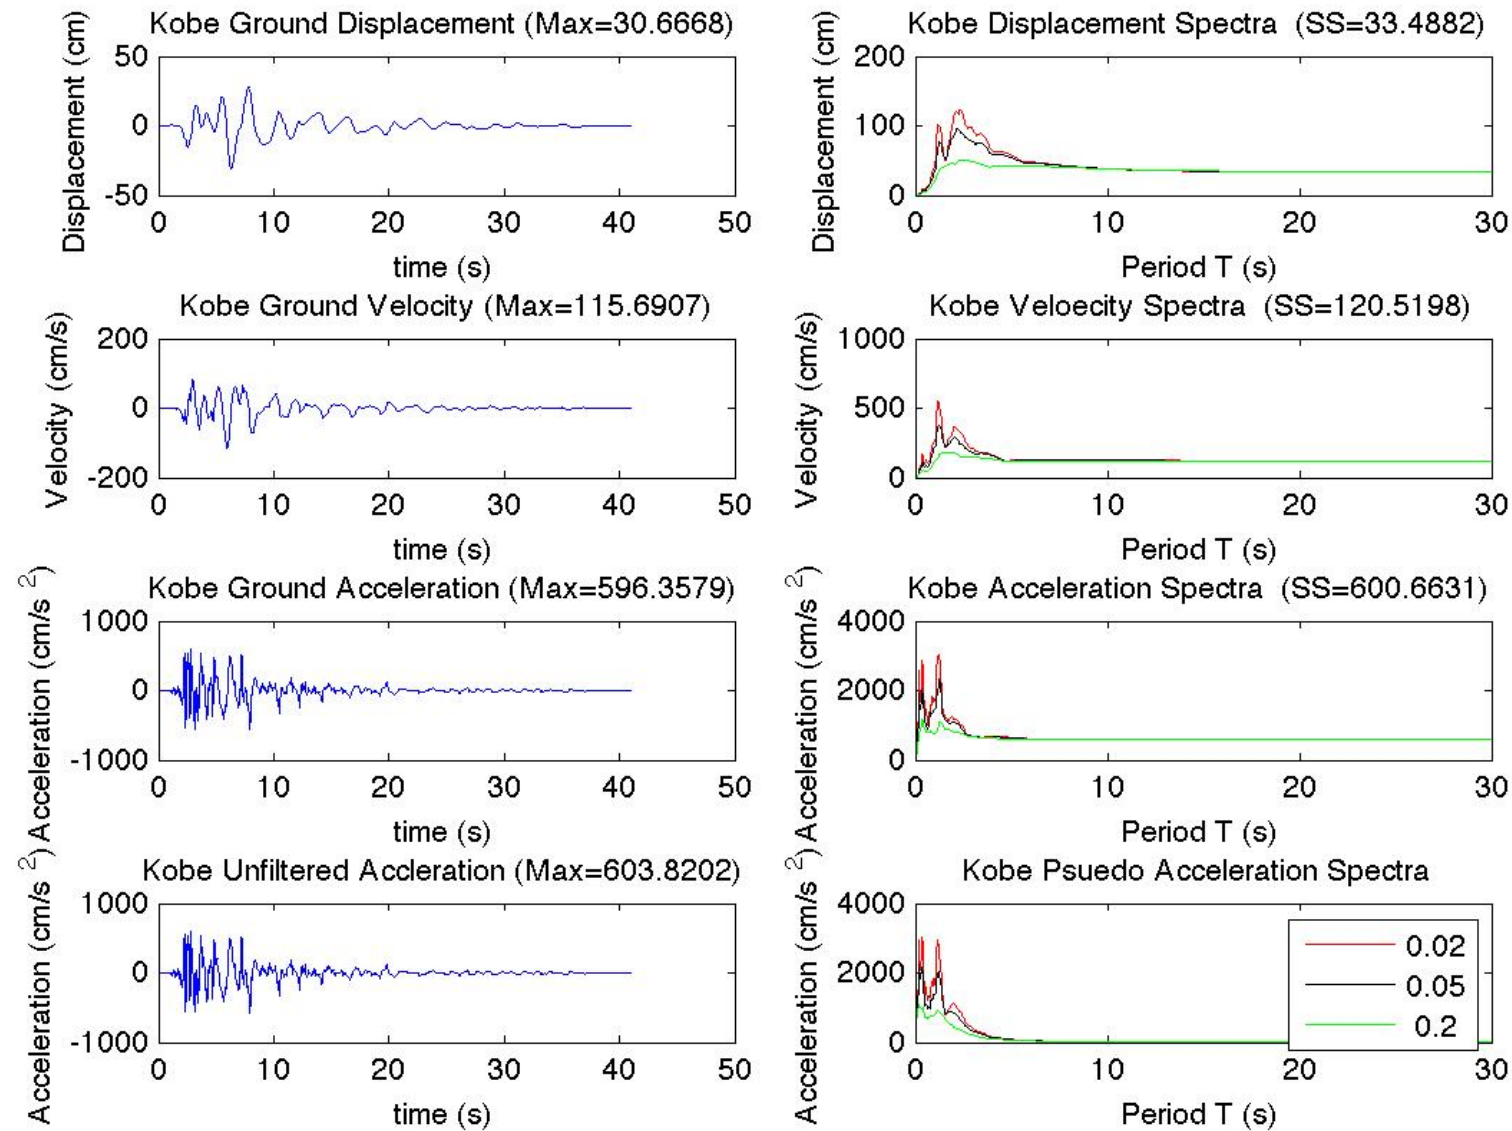 Kobe Ground Displacement (Max=30.6668)
Displacement (cm)
50
0
-50
0 10 20 30 40 50
time (s)
Kobe Displacement Spectra (SS=33.4882)
Displacement (cm)
200
100
0
0 10 20 30
Period T (s)
Kobe Ground Velocity (Max=115.6907)
Velocity (cm/s)
200
0
-200
0 10 20 30 40 50
time (s)
Kobe Veloecity Spectra (SS=120.5198)
Velocity (cm/s)
1000
500
0
0 10 20 30
Period T (s)
Kobe Ground Acceleration (Max=596.3579)
Acceleration (cm/s 2)
1000
0
-1000
0 10 20 30 40 50
time (s)
Kobe Acceleration Spectra (SS=600.6631)
Acceleration (cm/s 2)
4000
2000
0
0 10 20 30
Period T (s)
Kobe Unfiltered Accleration (Max=603.8202)
Acceleration (cm/s 2)
1000
0
-1000
0 10 20 30 40 50
time (s)
Kobe Psuedo Acceleration Spectra
Acceleration (cm/s 2)
4000
2000
0
0 10 20 30
Period T (s)
0.02
0.05
0.2